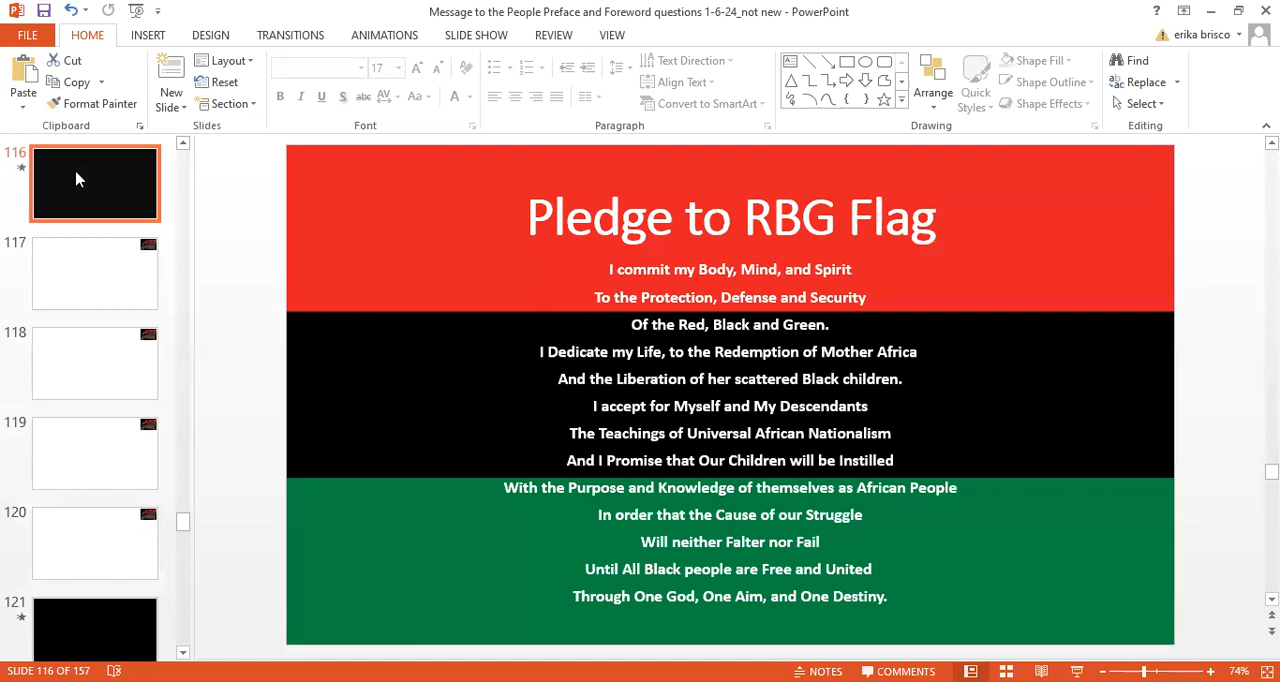 Message to the People Preface and Foreword questions 1-6-24_not new - PowerPoint
FILE HOME INSERT DESIGN TRANSITIONS ANIMATIONS SLIDE SHOW REVIEW VIEW erika brisco
Paste
Cut
Copy
Format Painter
Clipboard
New
Slide
Layout
Reset
Section
Slides
17
B I U S abc AV Aa A
Font
Text Direction
Align Text
Convert to SmartArt
Paragraph
Arrange
Quick
Styles
Shape Fill
Shape Outline
Shape Effects
Drawing
Find
Replace
Select
Editing
116
117
118
119
120
121
Pledge to RBG Flag
I commit my Body, Mind, and Spirit
To the Protection, Defense and Security
Of the Red, Black and Green.
I Dedicate my Life, to the Redemption of Mother Africa
And the Liberation of her scattered Black children.
I accept for Myself and My Descendants
The Teachings of Universal African Nationalism
And I Promise that Our Children will be Instilled
With the Purpose and Knowledge of themselves as African People
In order that the Cause of our Struggle
Will neither Falter nor Fail
Until All Black people are Free and United
Through One God, One Aim, and One Destiny.
SLIDE 116 OF 157 NOTES COMMENTS 74%